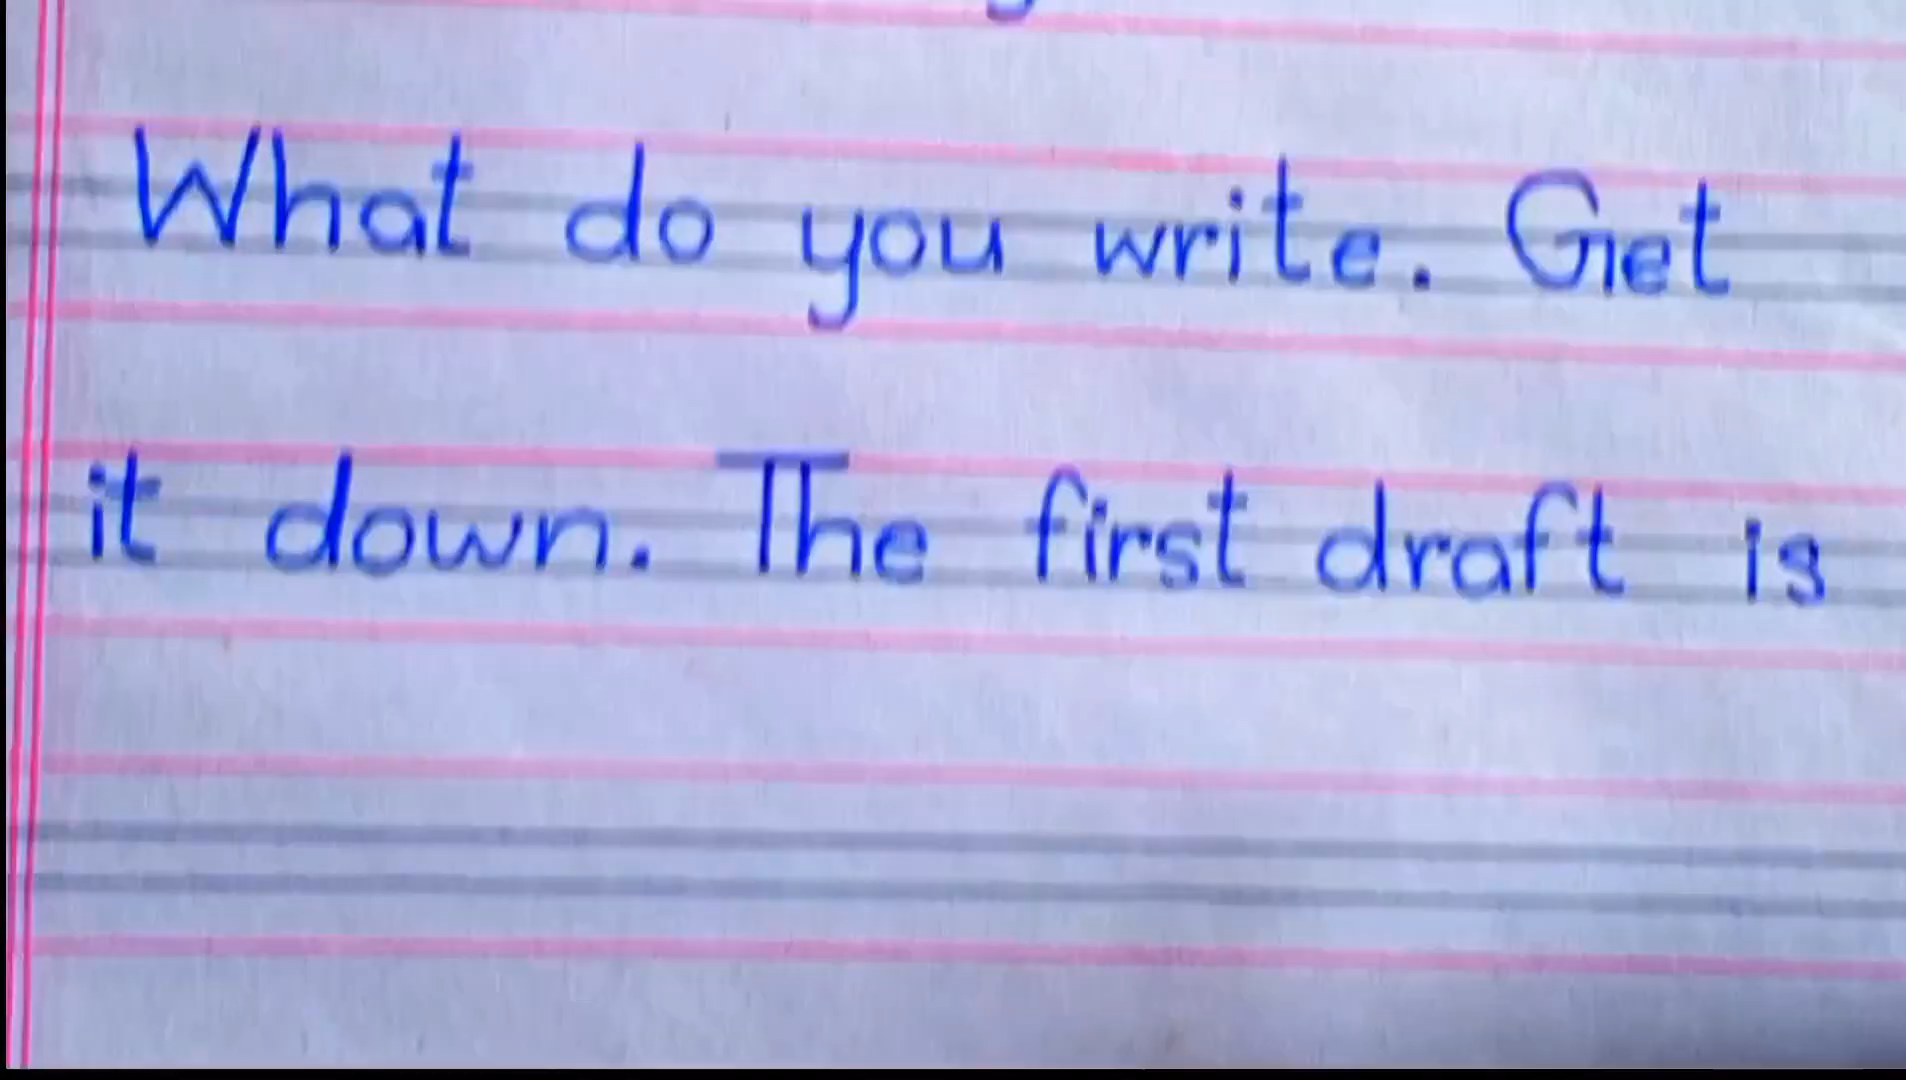 What do you write. Get
it down. The first draft is